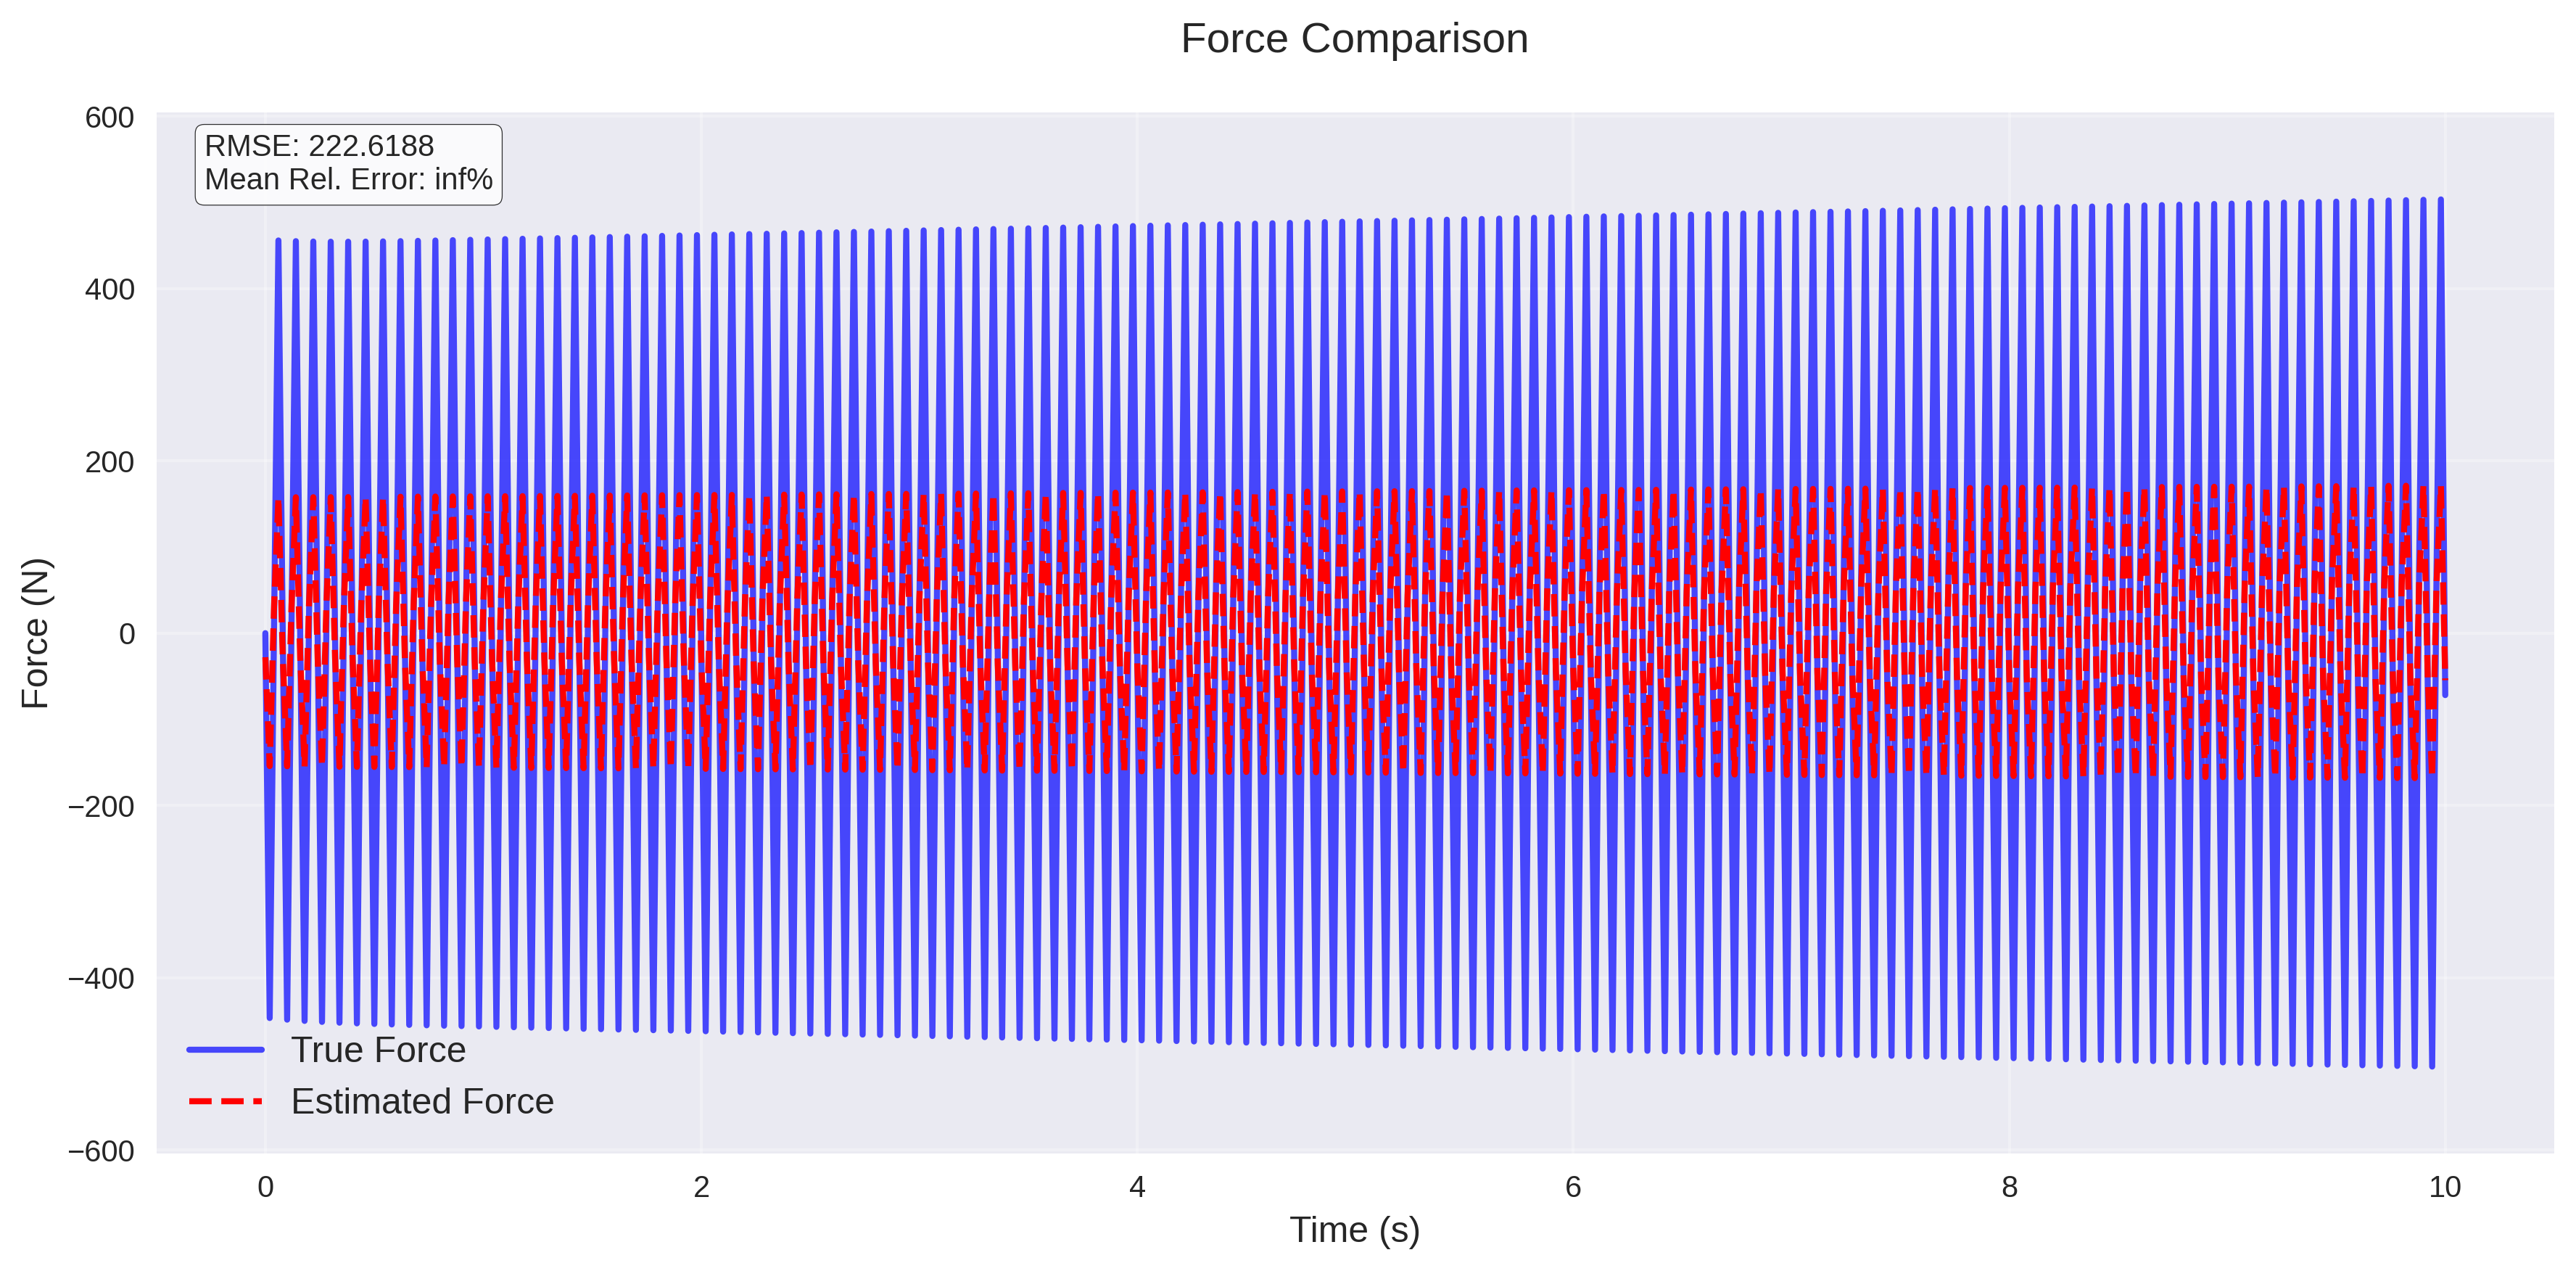 Force Comparison
600
RMSE: 222.6188
Mean Rel. Error: inf%
400
200
0
−200
−400
−600
Force (N)
True Force
Estimated Force
0 2 4 6 8 10
Time (s)